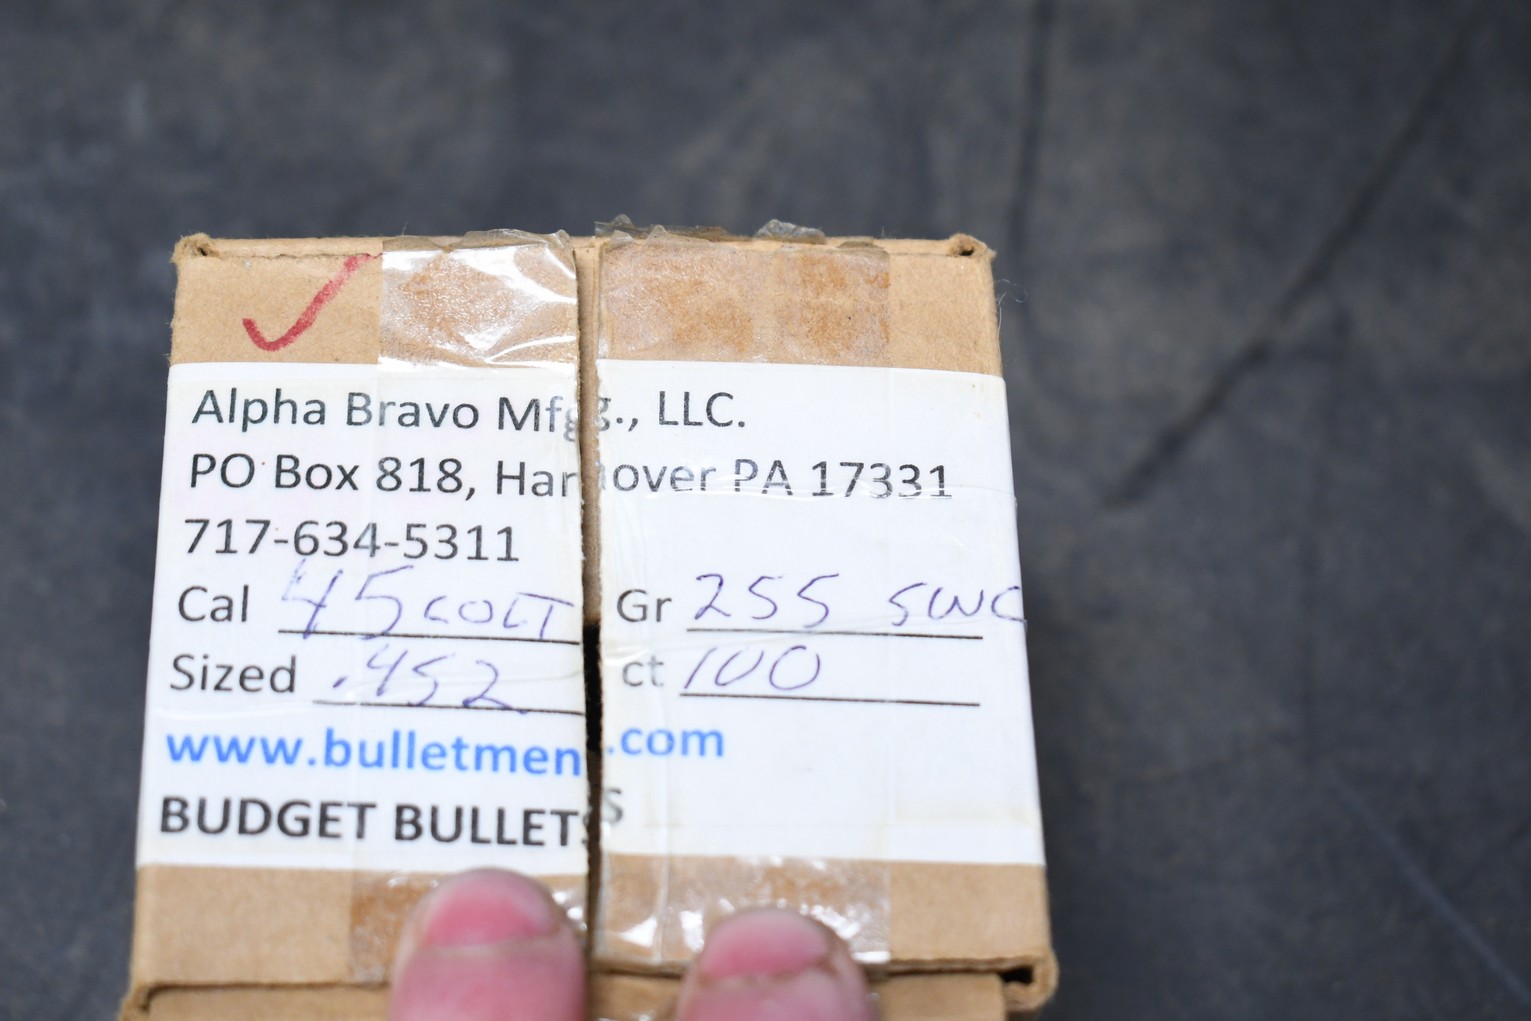 Alpha Bravo Mfg., LLC.
PO Box 818, Hanover PA 17331
717-634-5311
Cal 45 COLT Gr 255 SWC
Sized .452 ct 100
www.bulletmen.com
BUDGET BULLETS